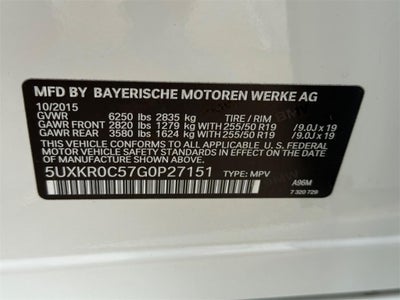 MFD BY BAYERISCHE MOTOREN WERKE AG
10/2015
GVWR 6250 lbs 2835 kg TIRE / RIM
GAWR FRONT 2820 lbs 1279 kg WITH 255/50 R19 /9.0J x 19
GAWR REAR 3580 lbs 1624 kg WITH 255/50 R19 /9.0J x 19
THIS VEHICLE CONFORMS TO ALL APPLICABLE U.S. FEDERAL
MOTOR VEHICLE SAFETY STANDARDS IN EFFECT
ON THE DATE OF MANUFACTURE SHOWN ABOVE.
5UXKR0C57G0P27151 TYPE: MPV A96M
7 320 729